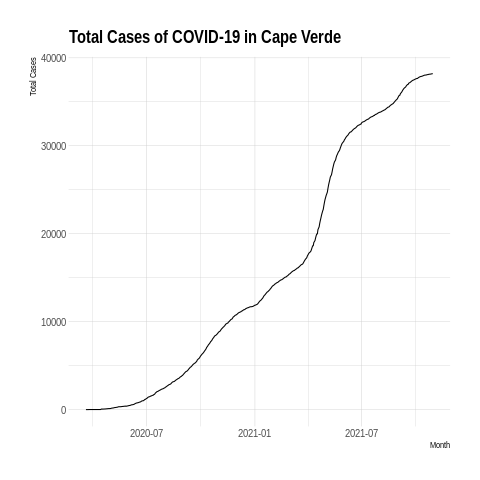 Total Cases of COVID-19 in Cape Verde
Total Cases
40000
30000
20000
10000
0
2020-07 2021-01 2021-07
Month